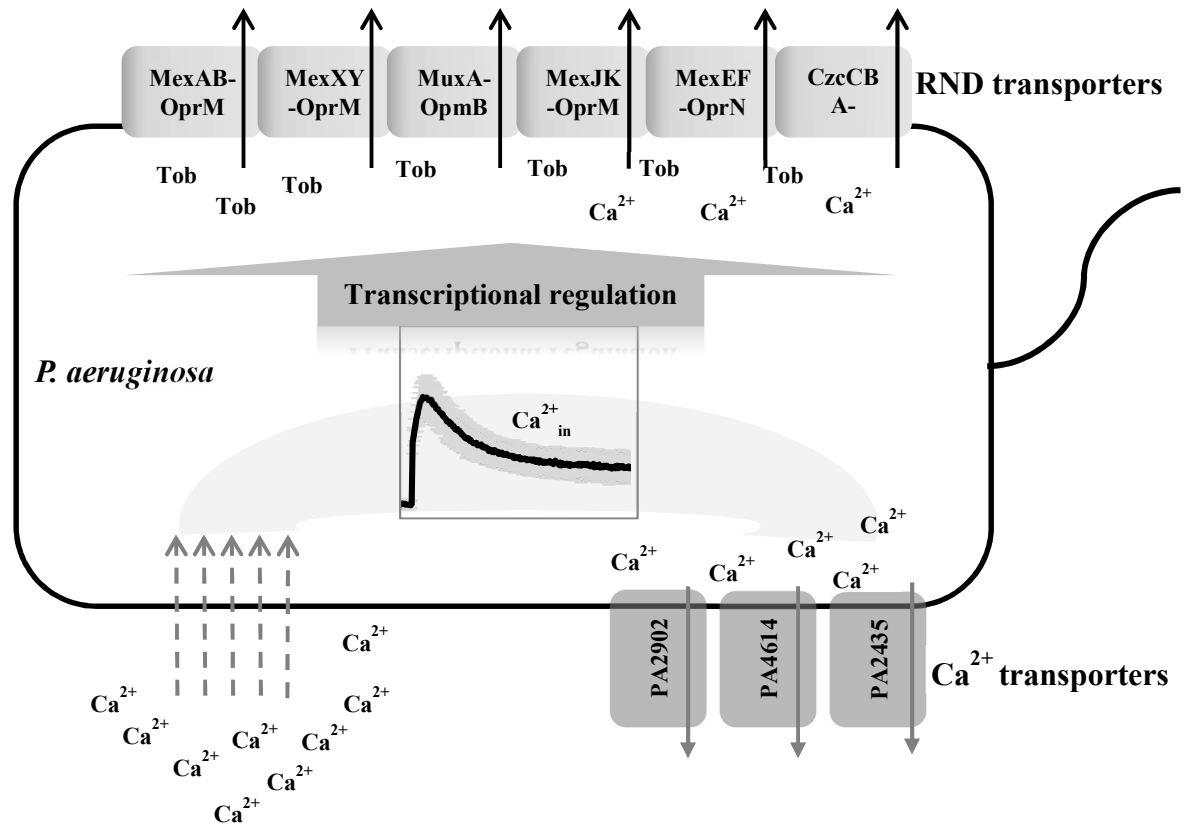 MexAB-
OprM
MexXY
-OprM
MuxA-
OpmB
MexJK
-OprM
MexEF
-OprN
CzcCB
A-
RND transporters
Tob
Tob
Tob
Tob
Tob
Tob
Tob
Ca²⁺
Ca²⁺
Ca²⁺
Transcriptional regulation
Transcriptional regulation
P. aeruginosa
Ca²⁺in
Ca²⁺
Ca²⁺
Ca²⁺
Ca²⁺
Ca²⁺
PA2902
PA4614
PA2435
Ca²⁺ transporters
Ca²⁺
Ca²⁺
Ca²⁺
Ca²⁺
Ca²⁺
Ca²⁺
Ca²⁺
Ca²⁺
Ca²⁺